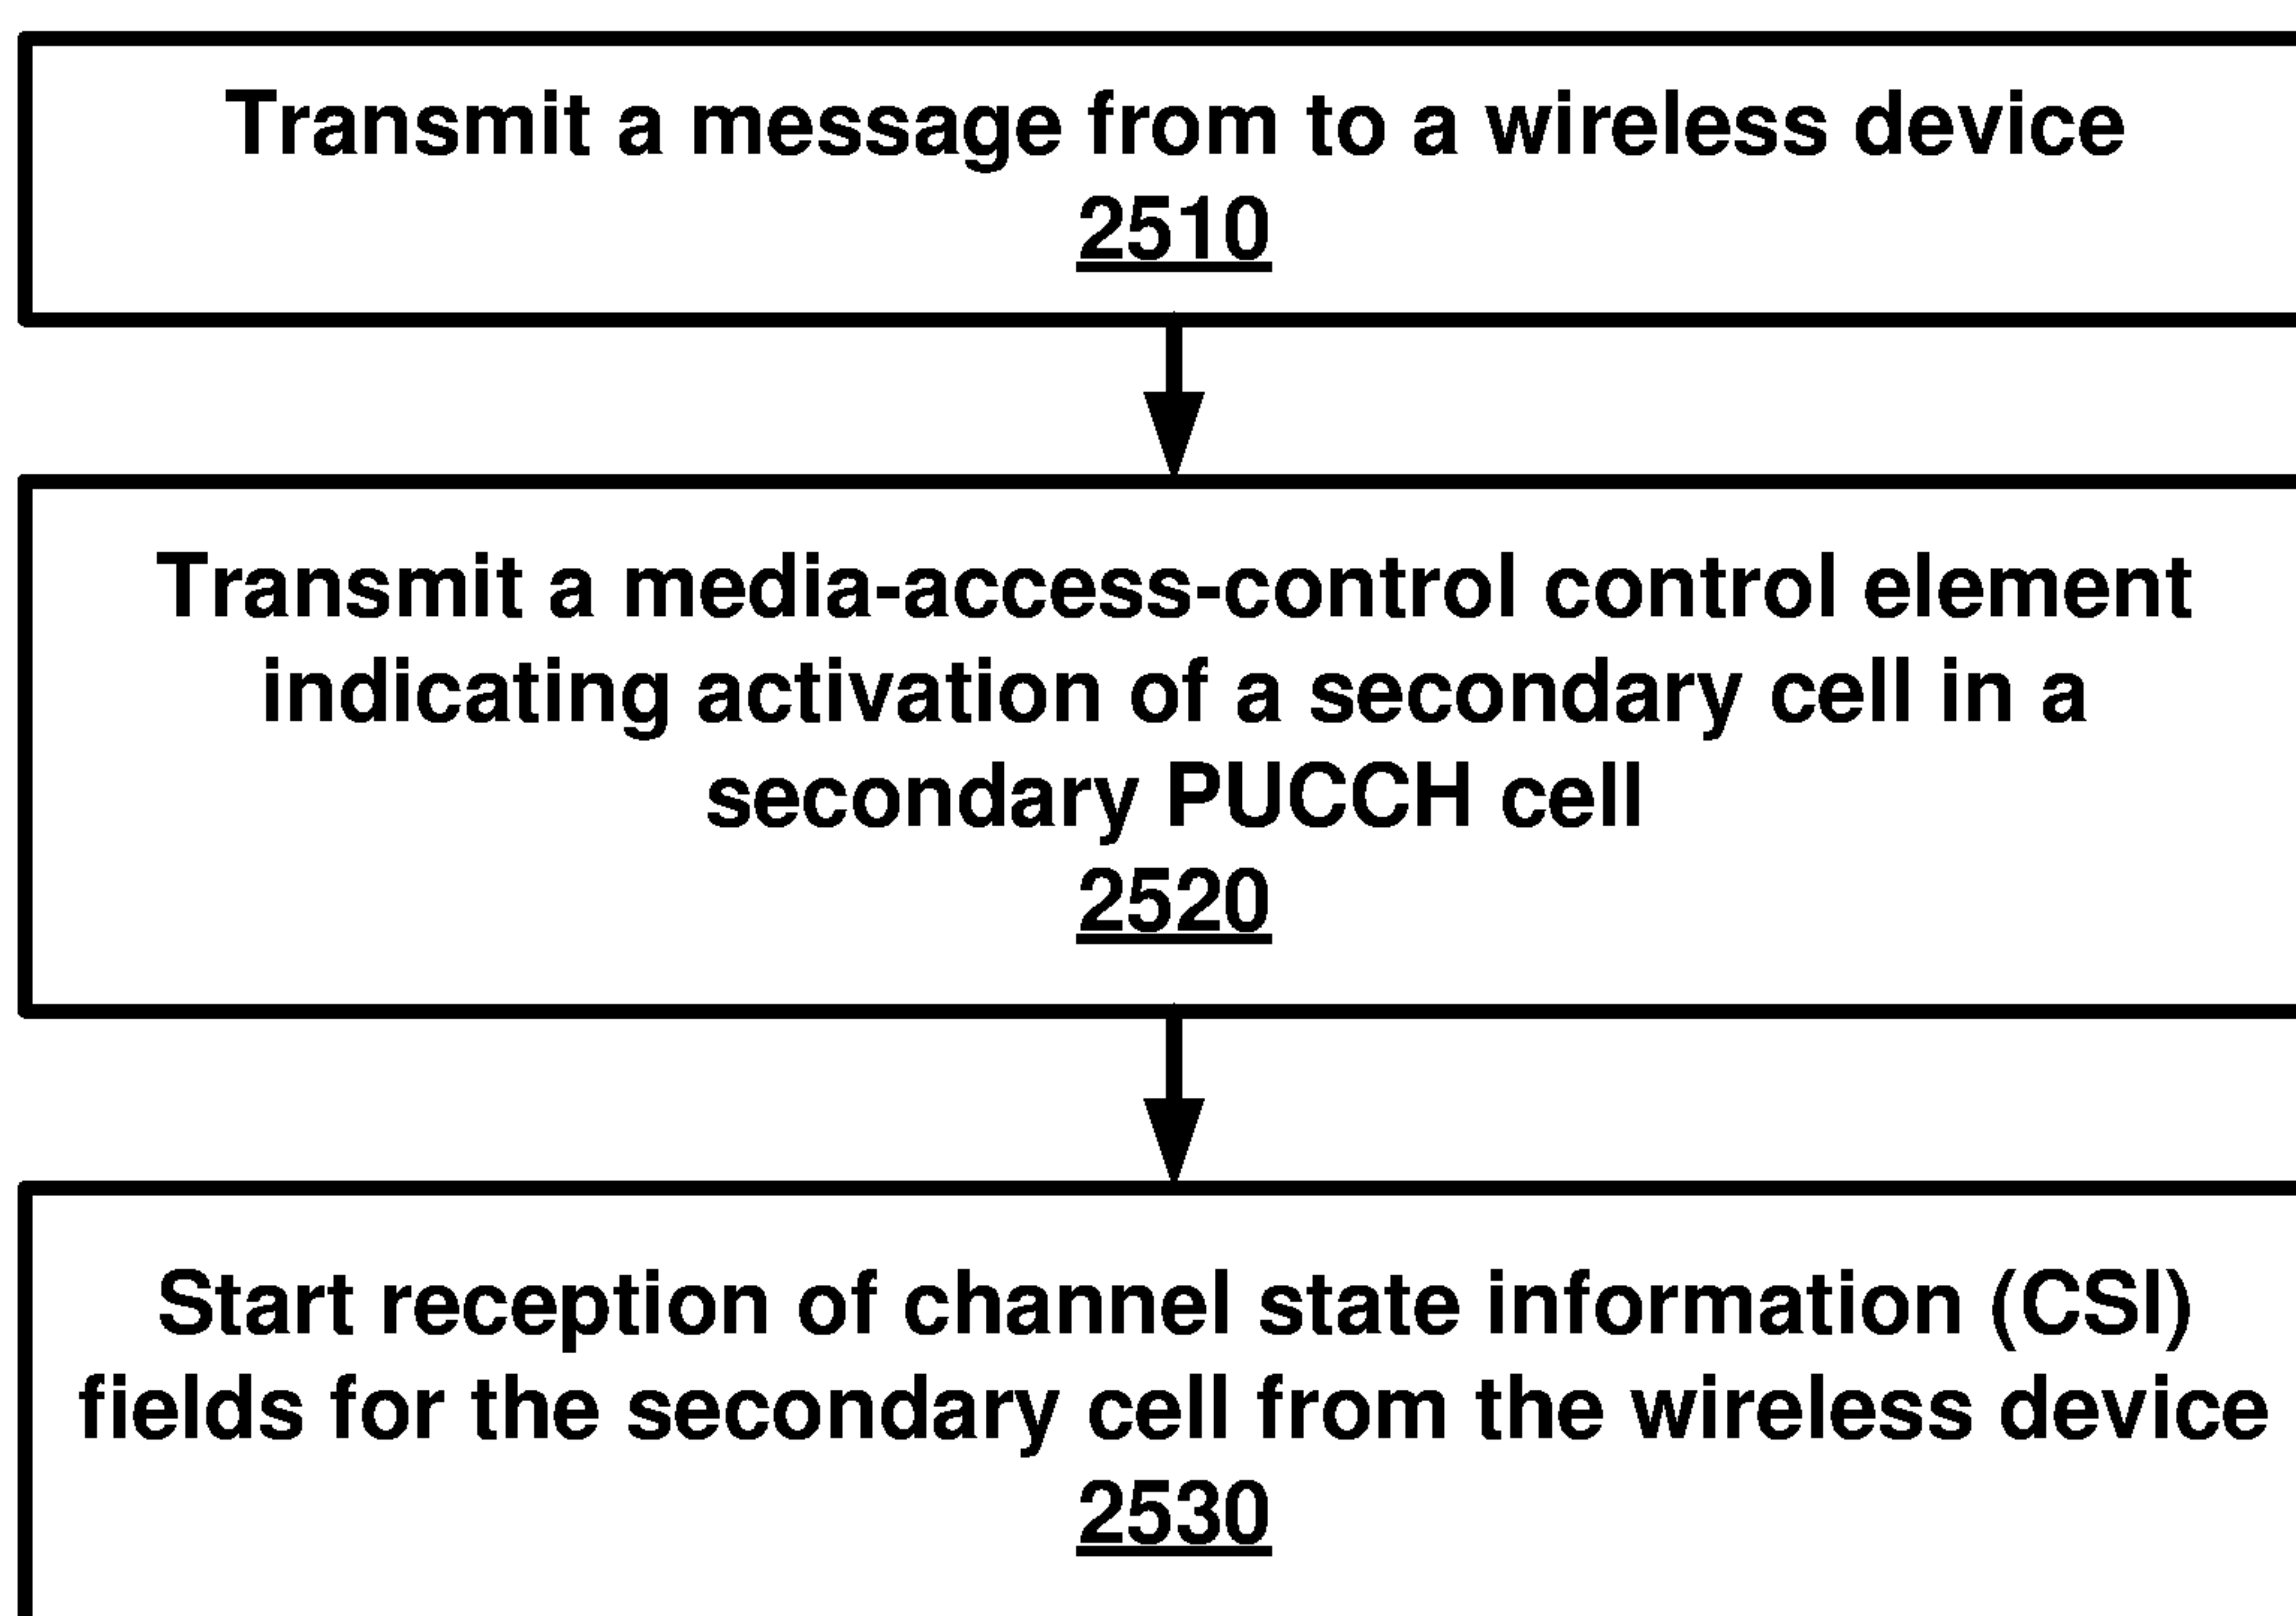 Transmit a message from to a wireless device
2510
Transmit a media-access-control control element
indicating activation of a secondary cell in a
secondary PUCCH cell
2520
Start reception of channel state information (CSI)
fields for the secondary cell from the wireless device
2530